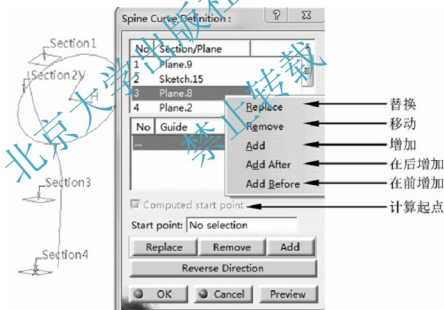 Spine Curve Definition : ? ☒
No Section/Plane
1 Plane.9
2 Sketch.15
3 Plane.8
4 Plane.2
No Guide
...
Replace
Remove
Add
Add After
Add Before
替换
移动
增加
在后增加
在前增加
计算起点
Computed start point
Start point: No selection
Replace Remove Add
Reverse Direction
OK Cancel Preview
Section1
Section2
H
Section3
Section4
北京大学出版社
禁止转载